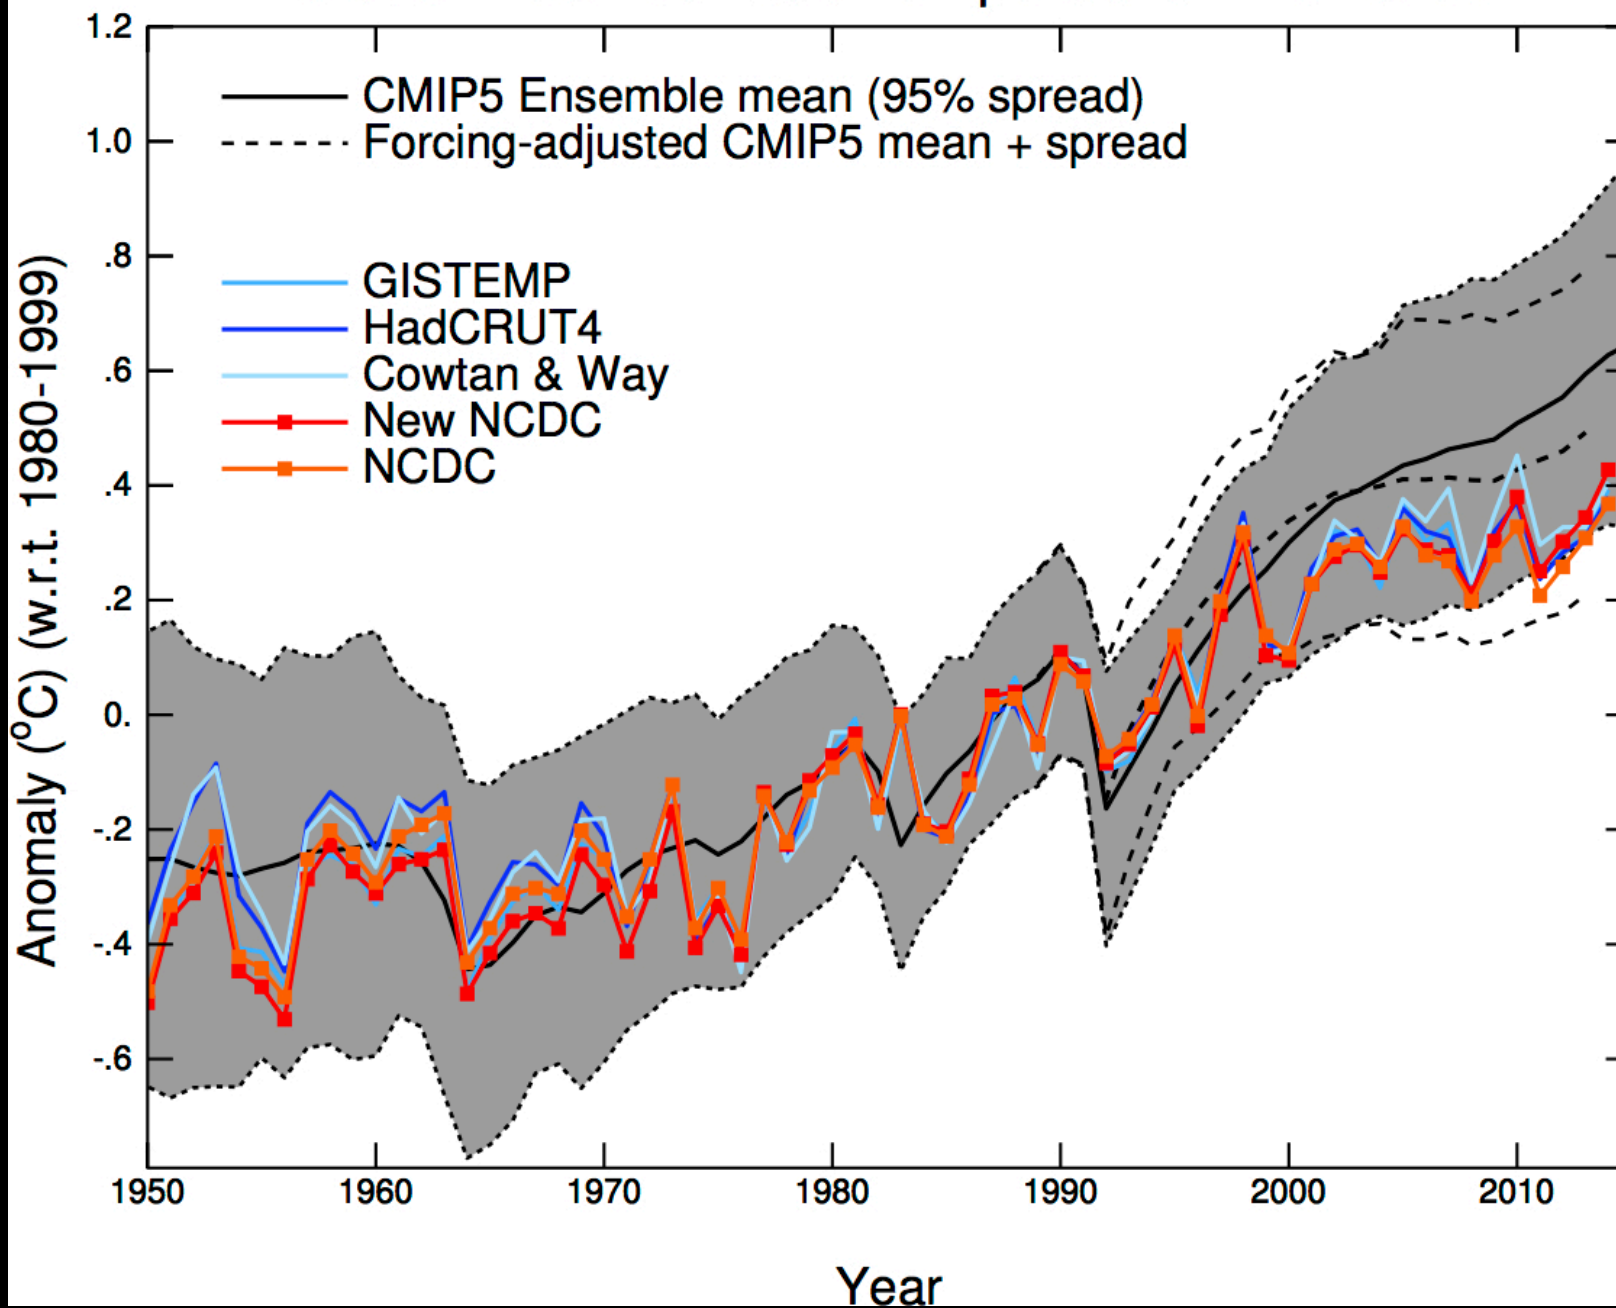 1.2
CMIP5 Ensemble mean (95% spread)
1.0
Forcing-adjusted CMIP5 mean + spread
.8
GISTEMP
HadCRUT4
.6
Cowtan & Way
New NCDC
NCDC
.4
.2
0.
-.2
-.4
-.6
Anomaly (°C) (w.r.t. 1980-1999)
1950 1960 1970 1980 1990 2000 2010
Year